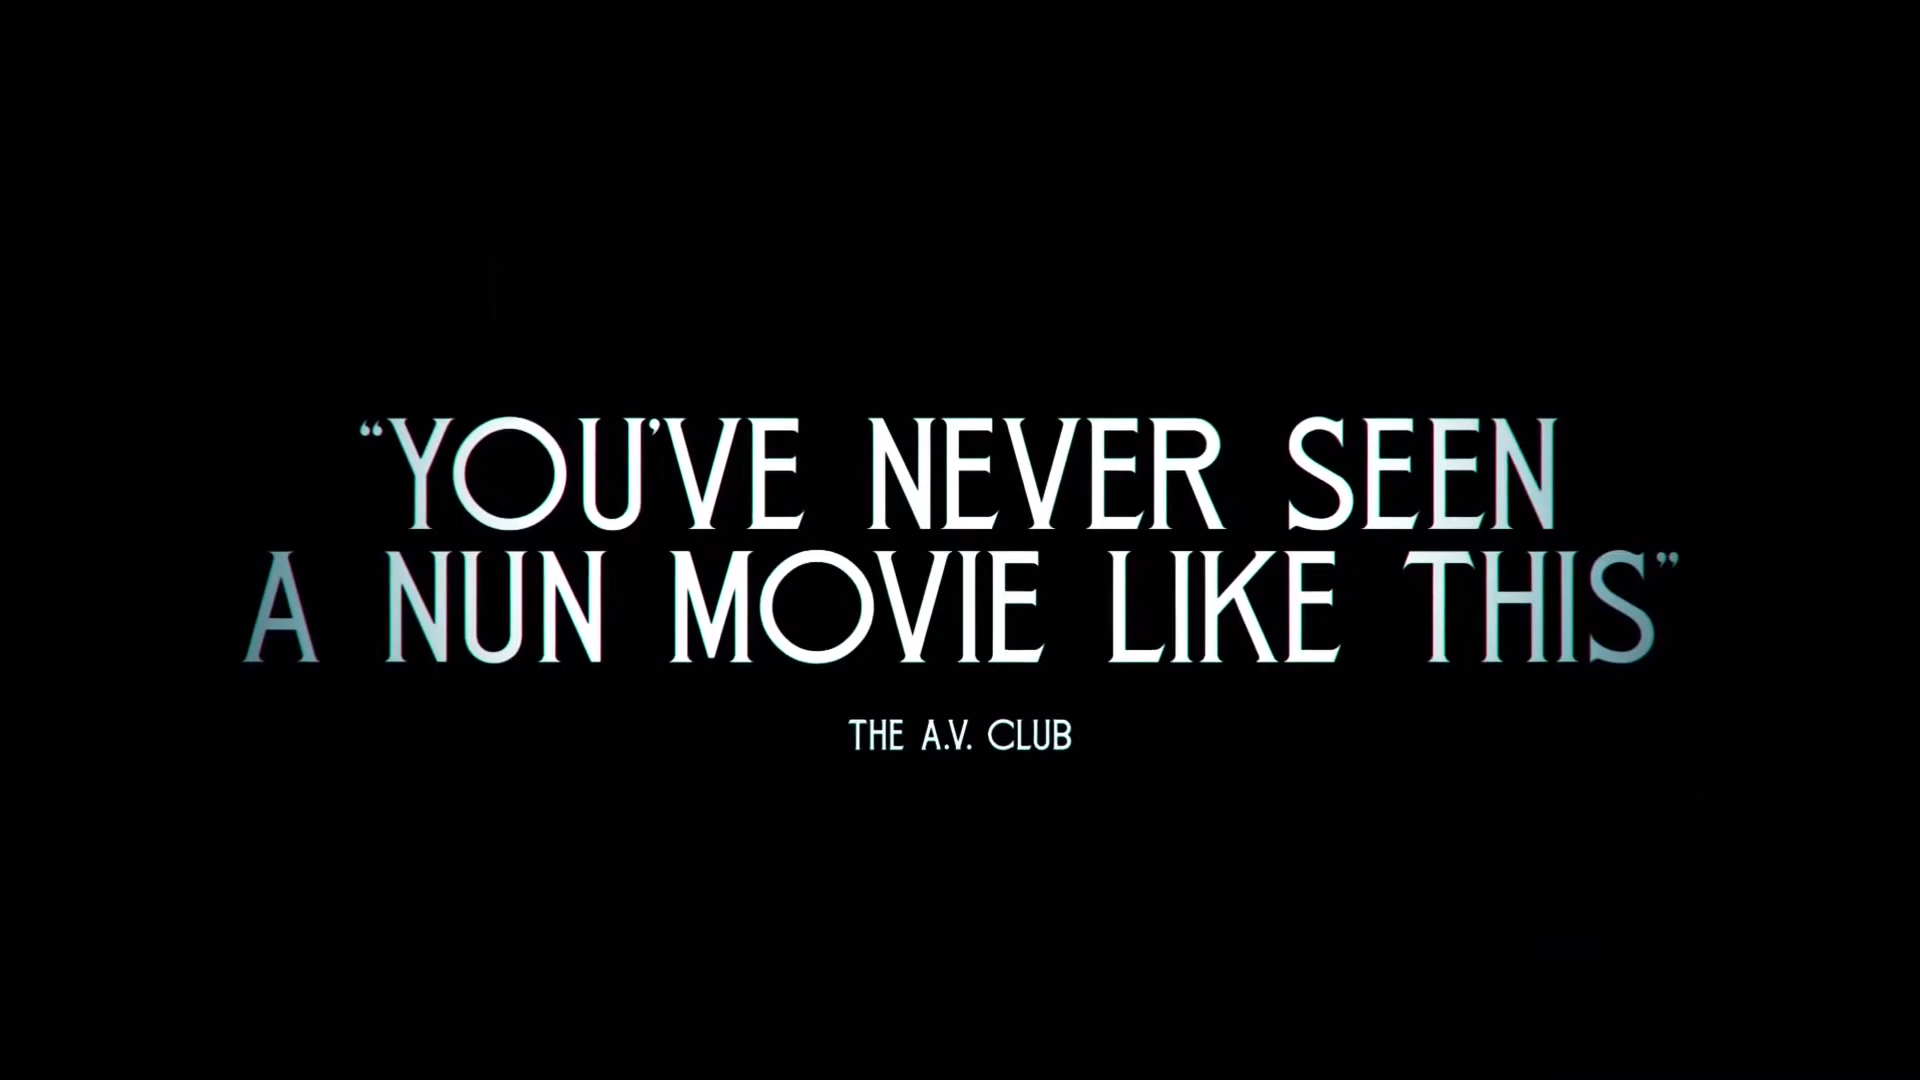 “YOU’VE NEVER SEEN
A NUN MOVIE LIKE THIS”
THE A.V. CLUB